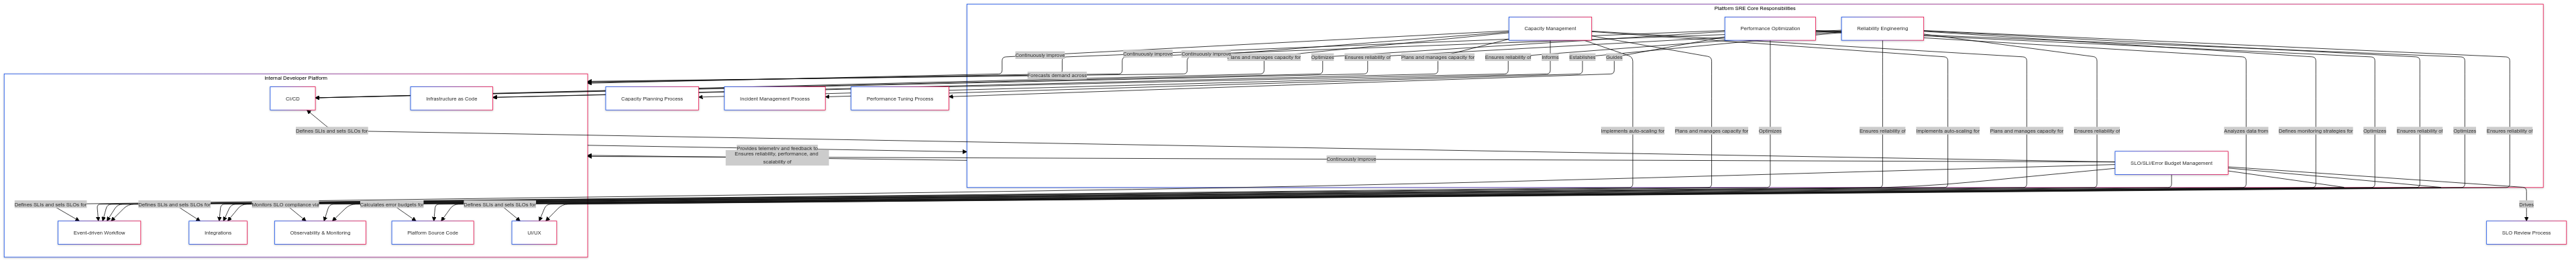 Platform SRE Core Responsibilities
Capacity Management
Performance Optimization
Reliability Engineering
Continuously improve
Continuously improve
Continuously improve
Plans and manages capacity for
Optimizes
Ensures reliability of
Plans and manages capacity for
Ensures reliability of
Informs
Establishes
Guides
Forecasts demand across
Internal Developer Platform
CI/CD
Infrastructure as Code
Capacity Planning Process
Incident Management Process
Performance Tuning Process
Defines SLIs and sets SLOs for
Implements auto-scaling for
Plans and manages capacity for
Optimizes
Ensures reliability of
Implements auto-scaling for
Plans and manages capacity for
Ensures reliability of
Analyzes data from
Defines monitoring strategies for
Optimizes
Ensures reliability of
Optimizes
Ensures reliability of
Provides telemetry and feedback to
Ensures reliability, performance, and
scalability of
Continuously improve
SLO/SLI/Error Budget Management
Defines SLIs and sets SLOs for
Defines SLIs and sets SLOs for
Monitors SLO compliance via
Calculates error budgets for
Defines SLIs and sets SLOs for
Drives
Event-driven Workflow
Integrations
Observability & Monitoring
Platform Source Code
UI/UX
SLO Review Process